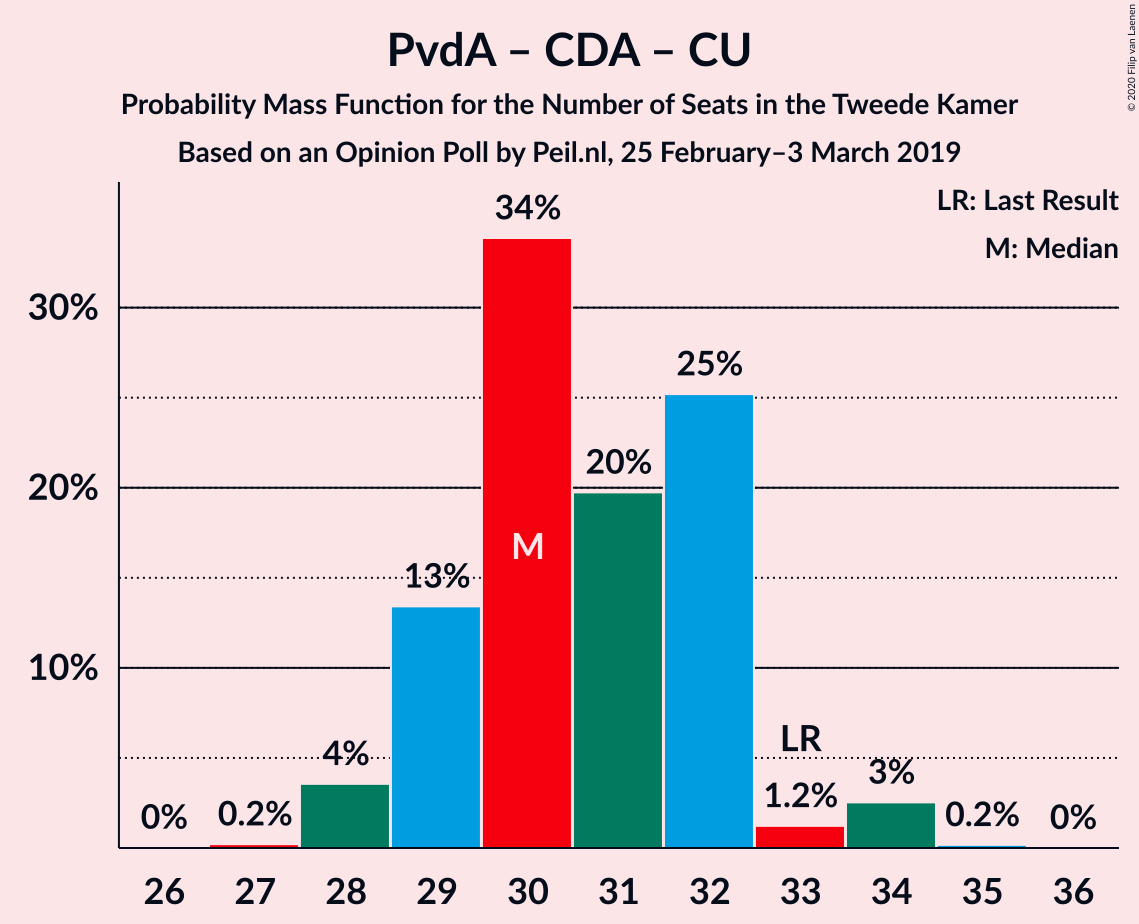 PvdA – CDA – CU
Probability Mass Function for the Number of Seats in the Tweede Kamer
Based on an Opinion Poll by Peil.nl, 25 February–3 March 2019
© 2020 Filip van Laenen
LR: Last Result
M: Median
30%
20%
10%
0%
0.2%
4%
13%
34%
M
20%
25%
LR
1.2%
3%
0.2%
0%
26 27 28 29 30 31 32 33 34 35 36